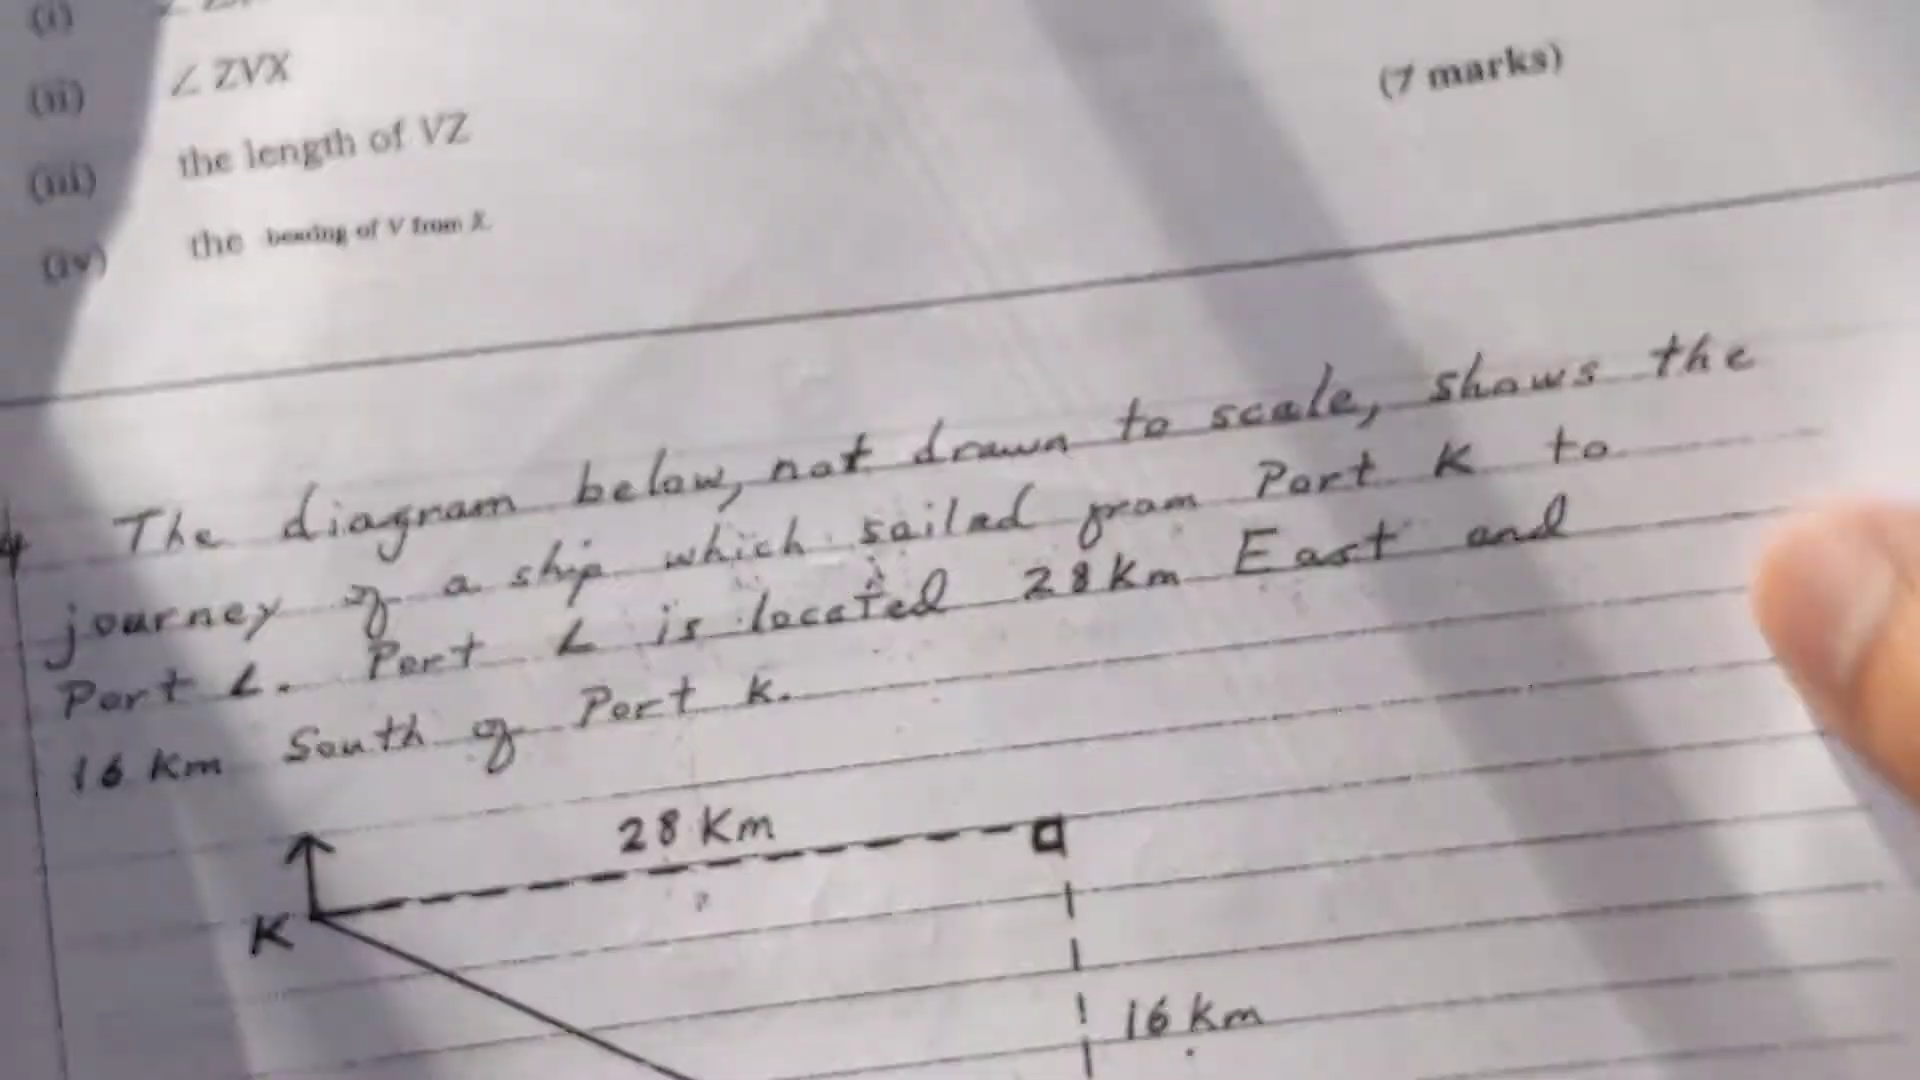 (i)
(ii) ∠ ZVX
(7 marks)
(iii) the length of VZ
(iv) the bearing of V from X.
4 The diagram below, not drawn to scale, shows the
journey of a ship which sailed from Port K to
Port L. Port L is located 28 km East and
16 km South of Port K.
28 Km
K
16 km